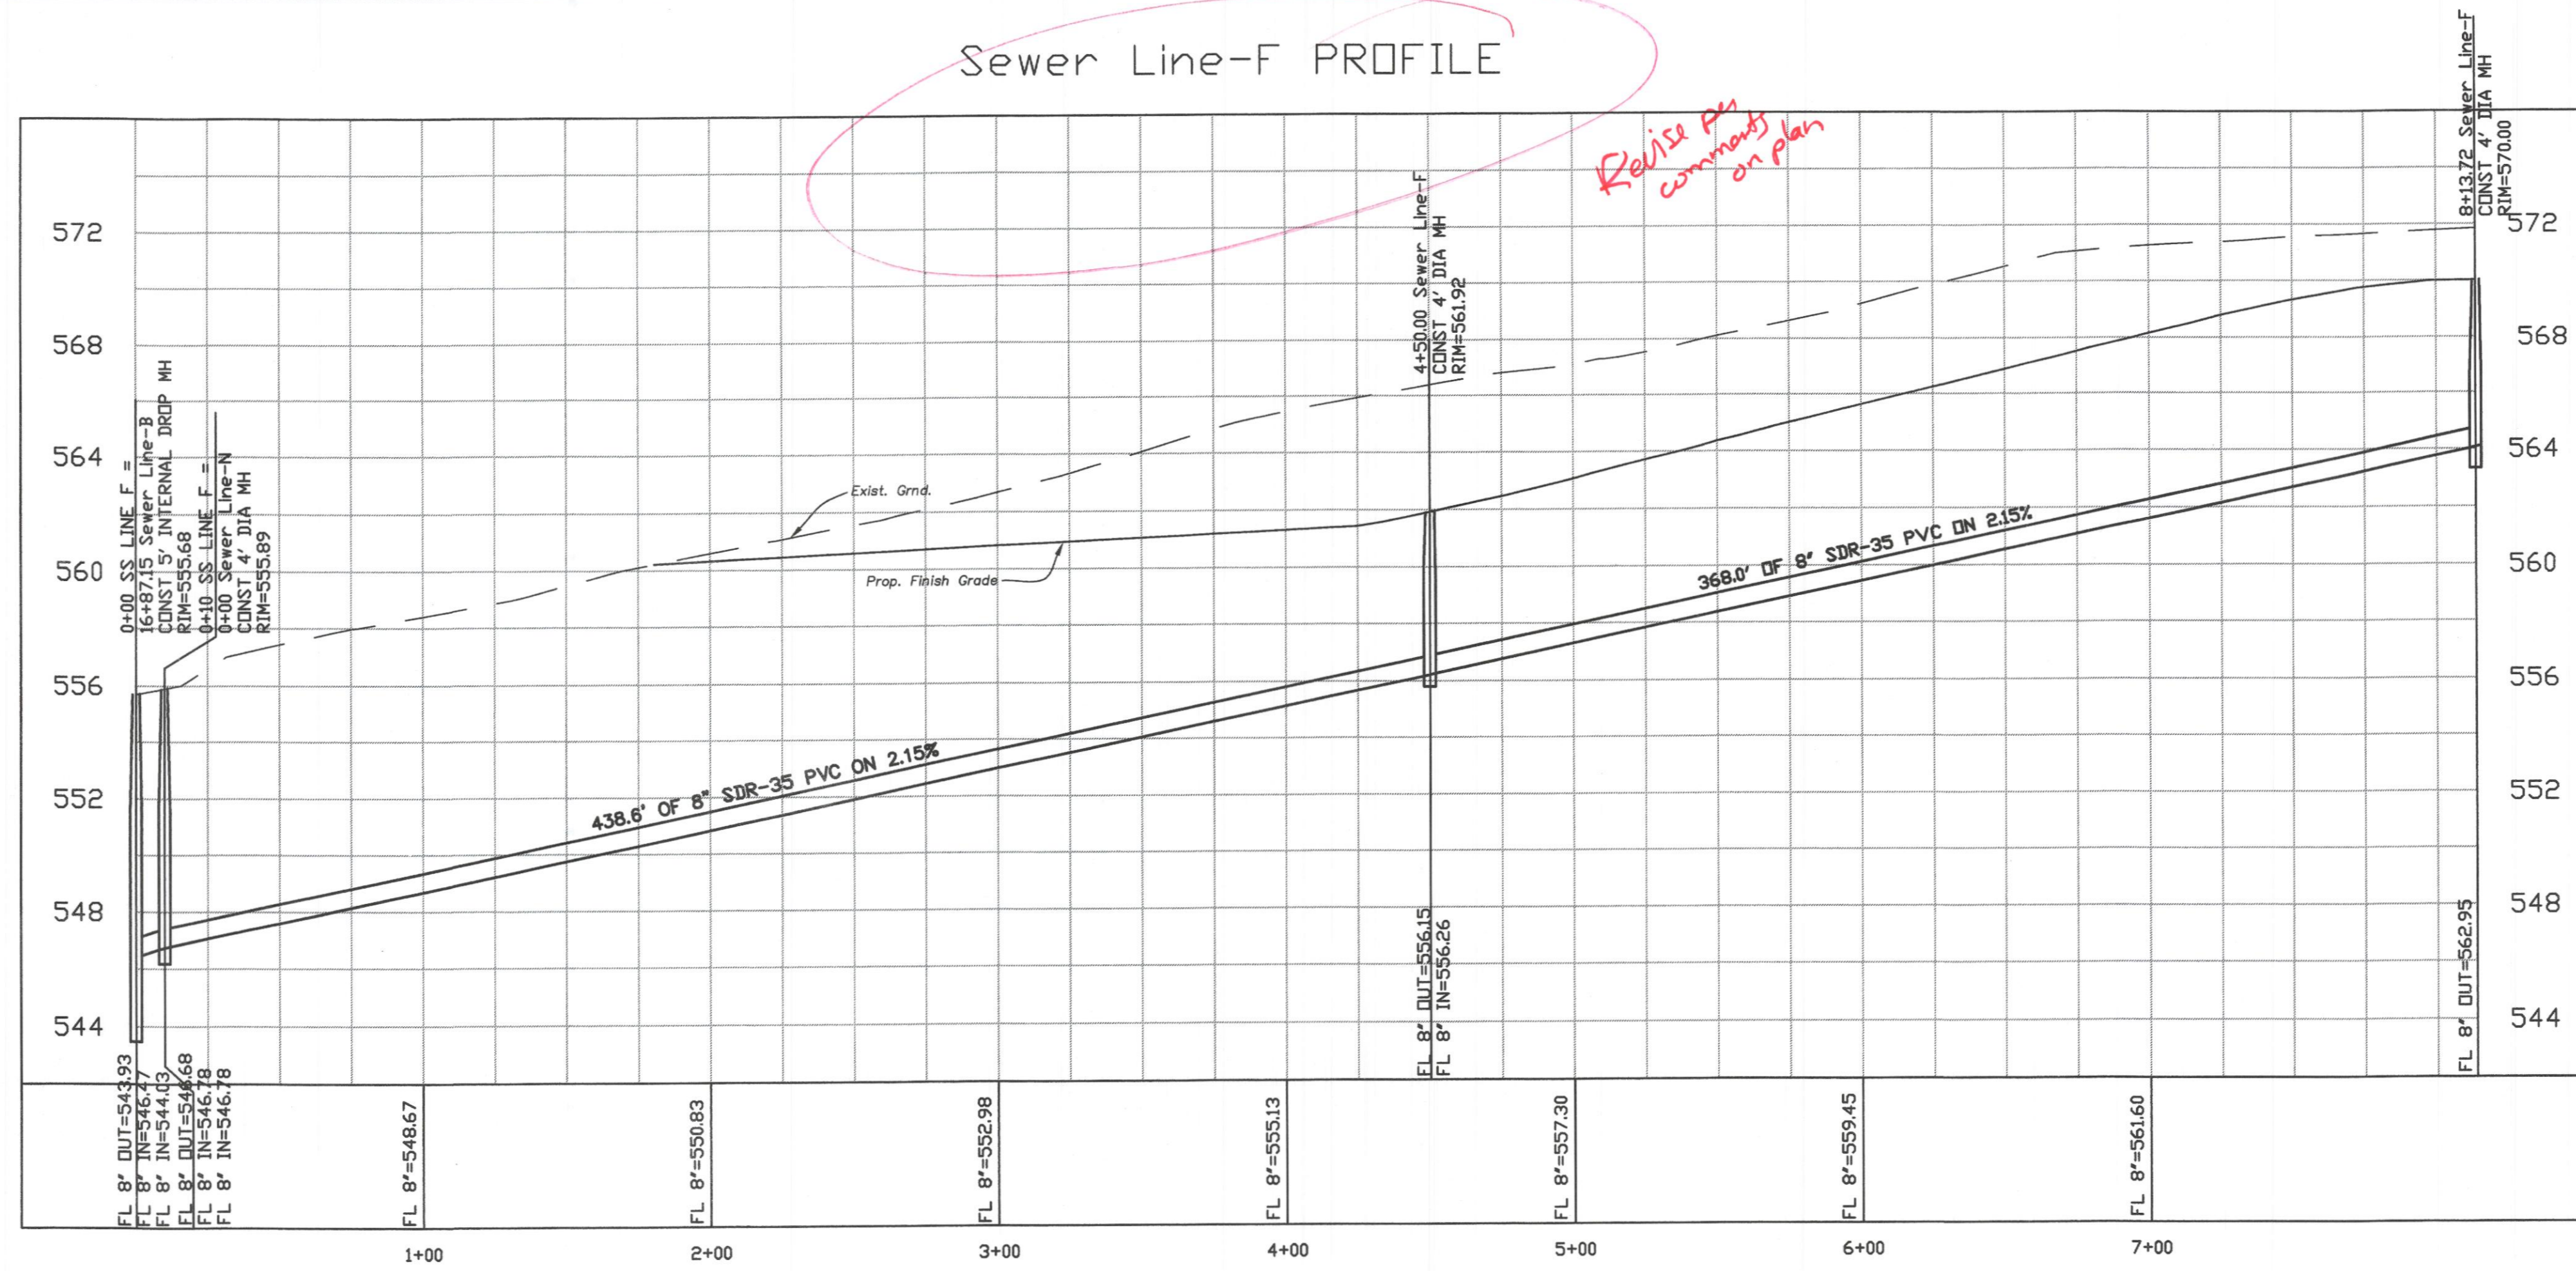 Sewer Line-F PROFILE
Revise per
comments
on plan
572
568
564
560
556
552
548
544
572
568
564
560
556
552
548
544
0+00 SS LINE F =
16+87.15 Sewer Line-B
CONST 5' INTERNAL DROP MH
RIM=555.68
0+10 SS LINE F =
0+00 Sewer Line-N
CONST 4' DIA MH
RIM=555.89
4+50.00 Sewer Line-F
CONST 4' DIA MH
RIM=561.92
8+13.72 Sewer Line-F
CONST 4' DIA MH
RIM=570.00
Exist. Grnd.
Prop. Finish Grade
438.6' OF 8" SDR-35 PVC ON 2.15%
368.0' OF 8" SDR-35 PVC ON 2.15%
FL 8" OUT=543.93
FL 8" IN=546.47
FL 8" IN=544.03
FL 8" OUT=546.68
FL 8" IN=546.78
FL 8" IN=546.78
FL 8"=548.67
FL 8"=550.83
FL 8"=552.98
FL 8"=555.13
FL 8" OUT=556.15
FL 8" IN=556.26
FL 8"=557.30
FL 8"=559.45
FL 8"=561.60
FL 8" OUT=562.95
1+00
2+00
3+00
4+00
5+00
6+00
7+00